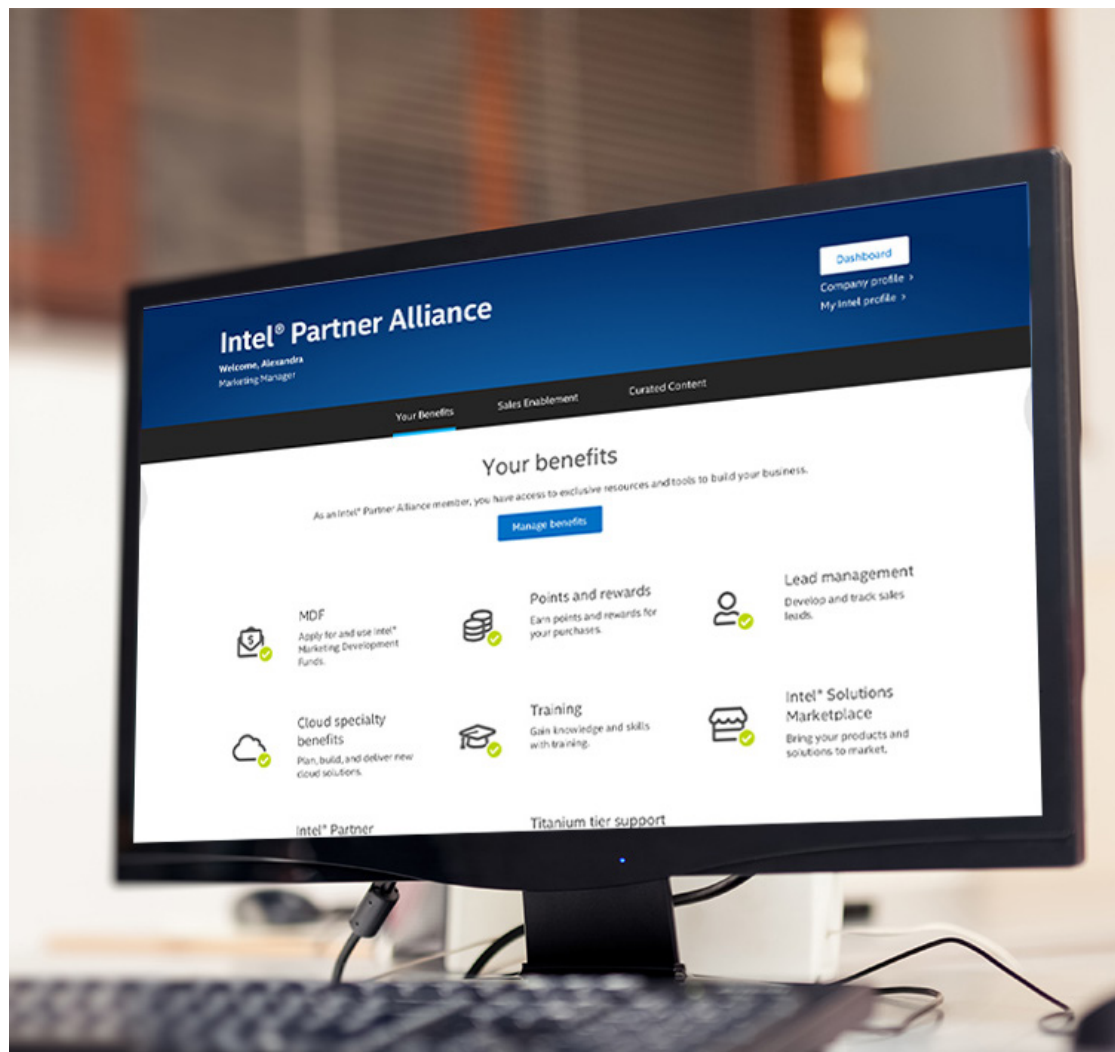 Dashboard
Company profile >
My Intel profile >
Intel® Partner Alliance
Welcome, Alexandra
Marketing Manager
Your Benefits
Sales Enablement
Curated Content
Your benefits
As an Intel® Partner Alliance member, you have access to exclusive resources and tools to build your business.
Manage benefits
MDF
Apply for and use Intel®
Marketing Development
Funds.
Points and rewards
Earn points and rewards for
your purchases.
Lead management
Develop and track sales
leads.
Cloud specialty
benefits
Plan, build, and deliver new
cloud solutions.
Training
Gain knowledge and skills
with training.
Intel® Solutions
Marketplace
Bring your products and
solutions to market.
Intel® Partner
Titanium tier support